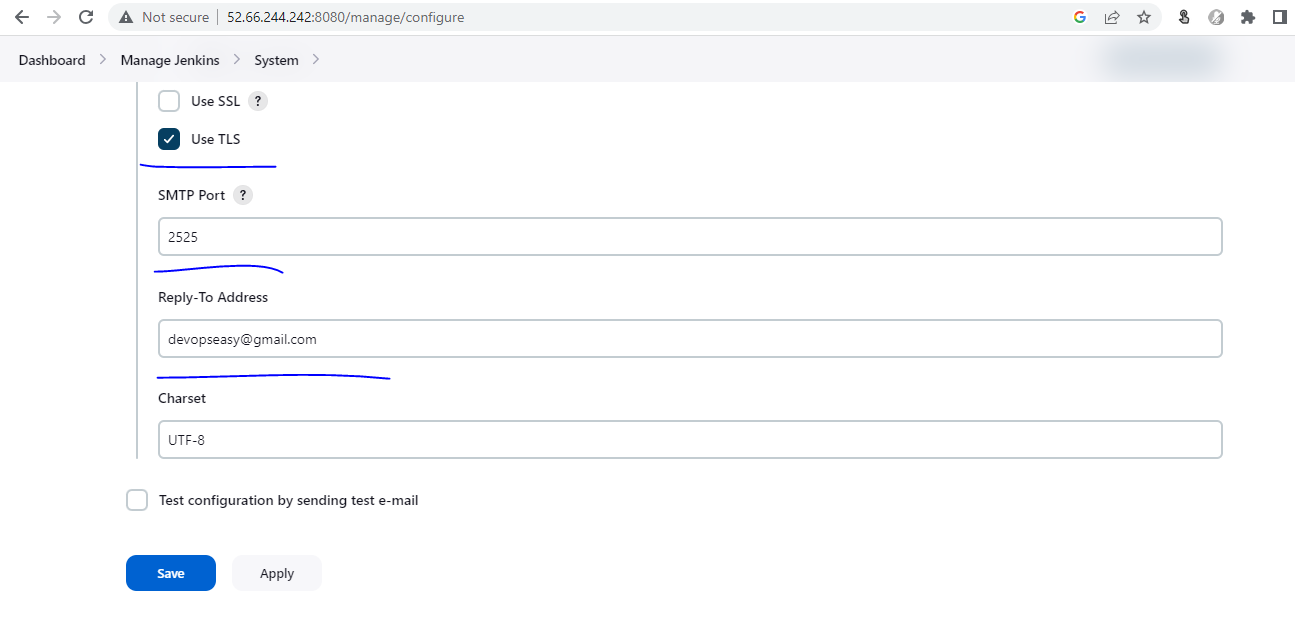 Not secure 52.66.244.242:8080/manage/configure
Dashboard Manage Jenkins System
Use SSL ?
Use TLS
SMTP Port ?
2525
Reply-To Address
devopseasy@gmail.com
Charset
UTF-8
Test configuration by sending test e-mail
Save Apply